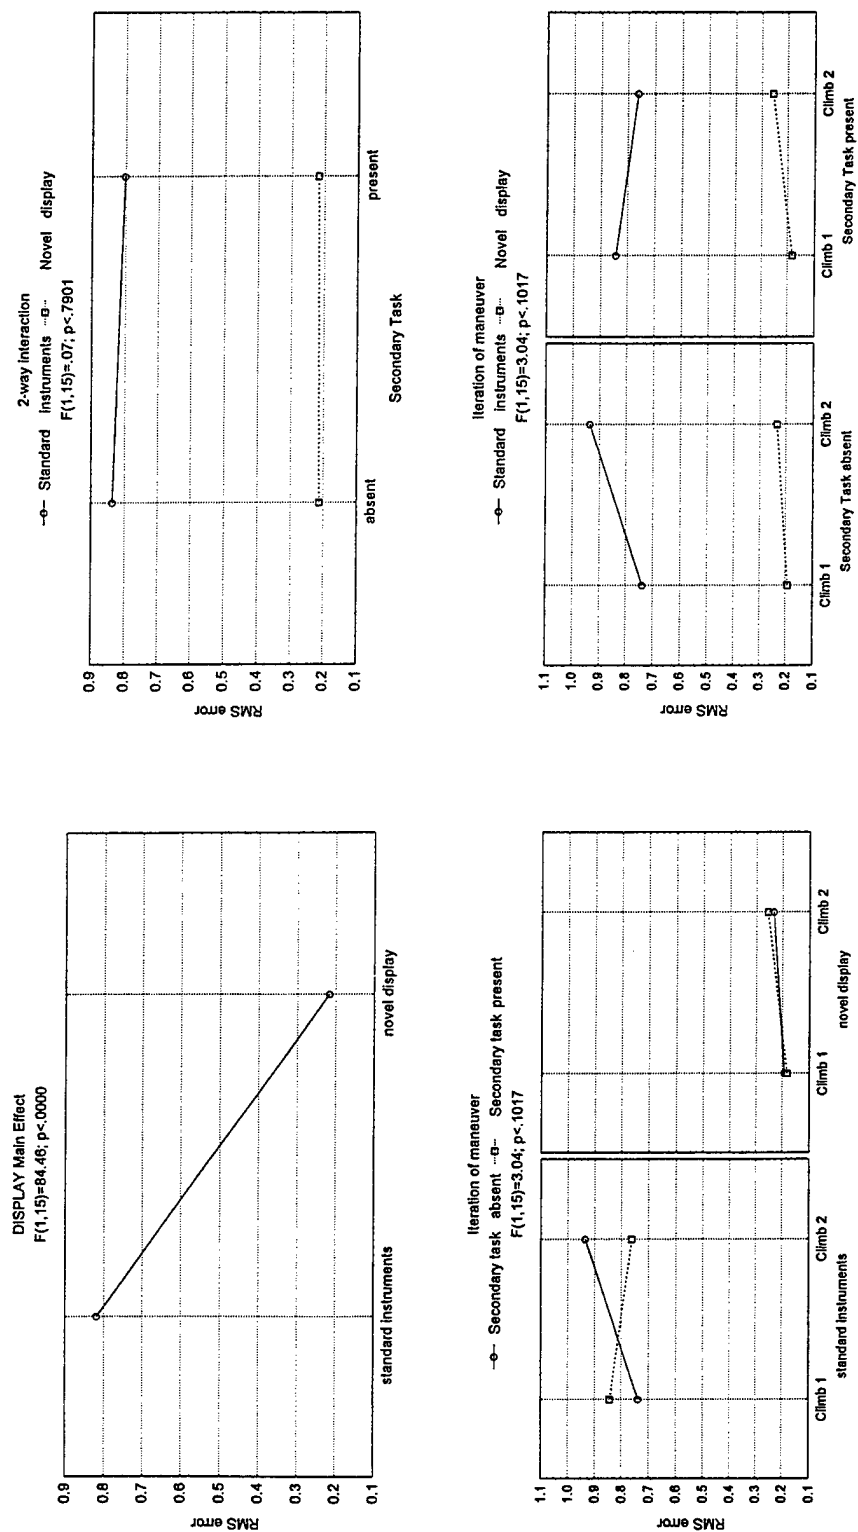 DISPLAY Main Effect
F(1,15)=84.46; p<.0000
RMS error
0.9
0.8
0.7
0.6
0.5
0.4
0.3
0.2
0.1
standard instruments novel display
2-way interaction
Standard instruments Novel display
F(1,15)=.07; p<.7901
RMS error
0.9
0.8
0.7
0.6
0.5
0.4
0.3
0.2
0.1
absent present
Secondary Task
Iteration of maneuver
Secondary task absent Secondary task present
F(1,15)=3.04; p<.1017
RMS error
1.1
1.0
0.9
0.8
0.7
0.6
0.5
0.4
0.3
0.2
0.1
Climb 1 Climb 2 Climb 1 Climb 2
standard instruments novel display
Iteration of maneuver
Standard instruments Novel display
F(1,15)=3.04; p<.1017
RMS error
1.1
1.0
0.9
0.8
0.7
0.6
0.5
0.4
0.3
0.2
0.1
Climb 1 Climb 2 Climb 1 Climb 2
Secondary Task absent Secondary Task present